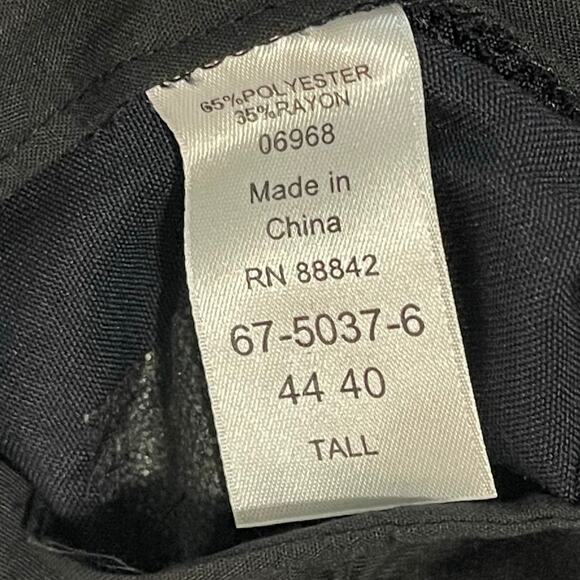 65%POLYESTER
35%RAYON
06968
Made in
China
RN 88842
67-5037-6
44 40
TALL